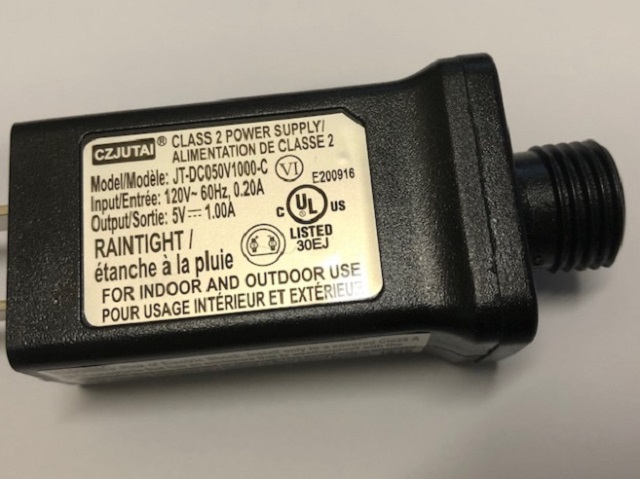 CZJUTAI® CLASS 2 POWER SUPPLY/
ALIMENTATION DE CLASSE 2
Model/Modèle: JT-DC050V1000-C VI
Input/Entrée: 120V~ 60Hz, 0.20A E200916
Output/Sortie: 5V⎓1.00A
C UL US
LISTED
30EJ
RAINTIGHT /
étanche à la pluie
FOR INDOOR AND OUTDOOR USE
POUR USAGE INTÉRIEUR ET EXTÉRIEUR